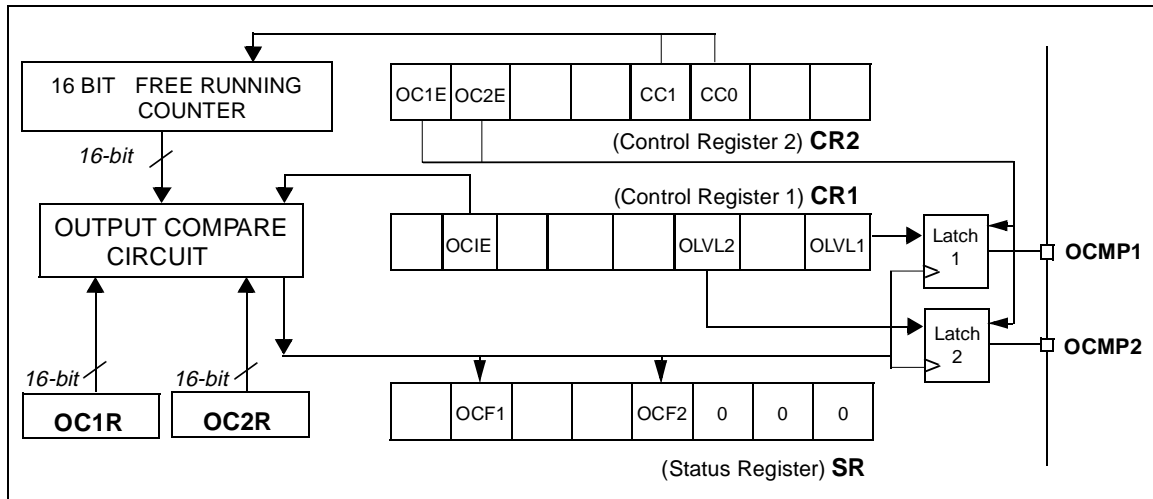 16 BIT FREE RUNNING
COUNTER
16-bit
OC1E OC2E CC1 CC0
(Control Register 2) CR2
(Control Register 1) CR1
OUTPUT COMPARE
CIRCUIT
OCIE OLVL2 OLVL1
Latch
1
OCMP1
Latch
2
OCMP2
16-bit 16-bit
OC1R OC2R
OCF1 OCF2 0 0 0
(Status Register) SR